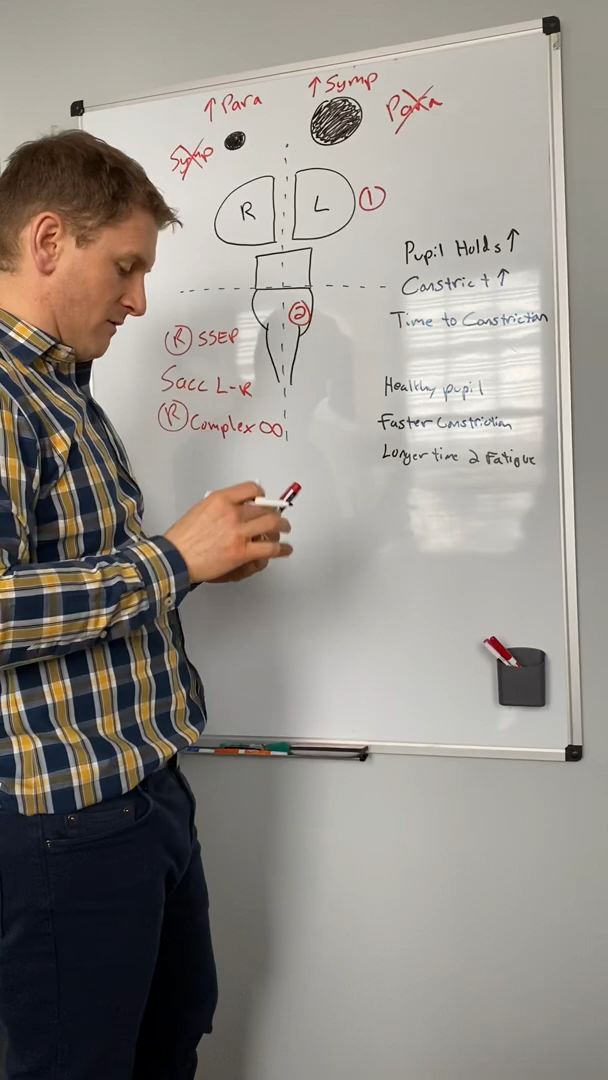 ↑ Para
↑ Symp
Symp
Para
R
L
①
Pupil Holds ↑
Constrict ↑
Time to Constriction
②
Ⓡ SSEP
Sacc L-R
Ⓡ Complex ∞
Healthy pupil
Faster Constriction
Longer time 2 Fatigue